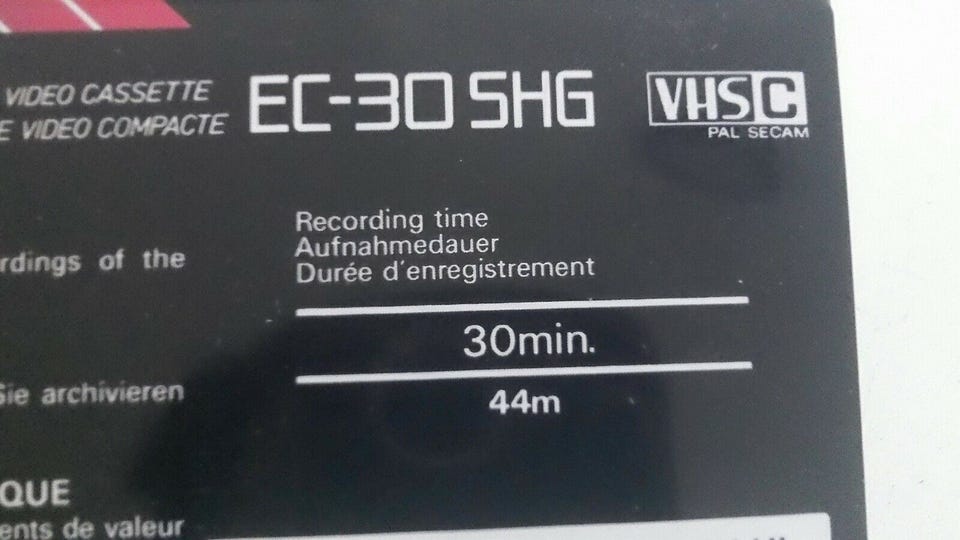 VIDEO CASSETTE
E VIDEO COMPACTE
EC-30 SHG
VHS C
PAL SECAM
Recording time
Aufnahmedauer
Durée d'enregistrement
rdings of the
30min.
Sie archivieren
44m
QUE
ents de valeur